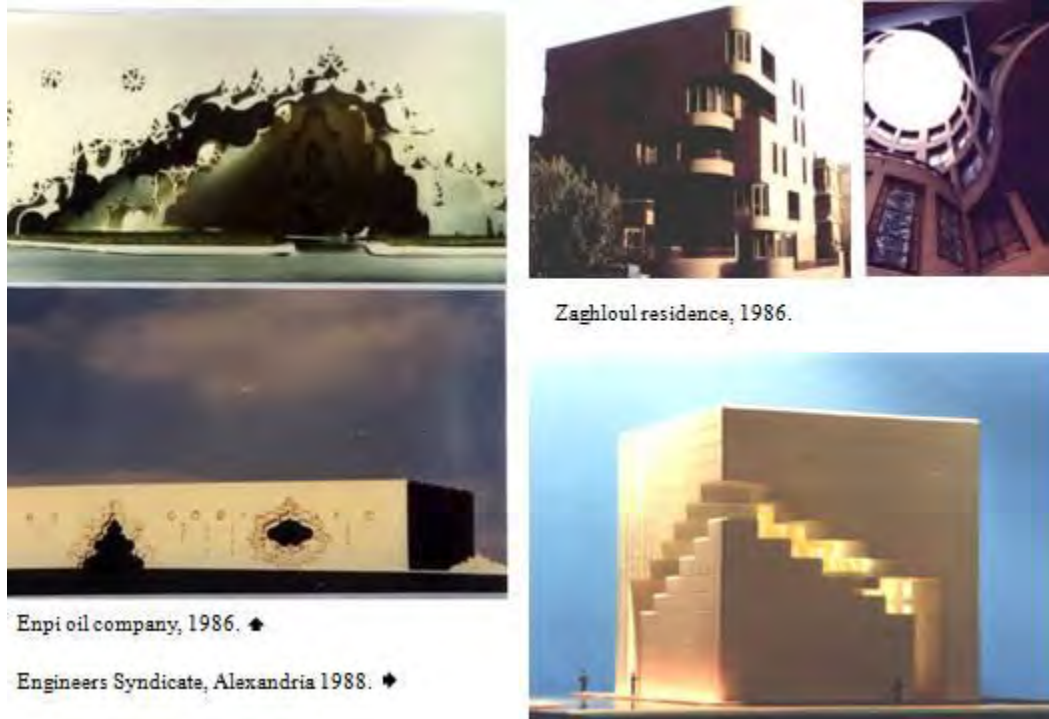 Zaghloul residence, 1986.
Enpi oil company, 1986. 🡅
Engineers Syndicate, Alexandria 1988. 🡆